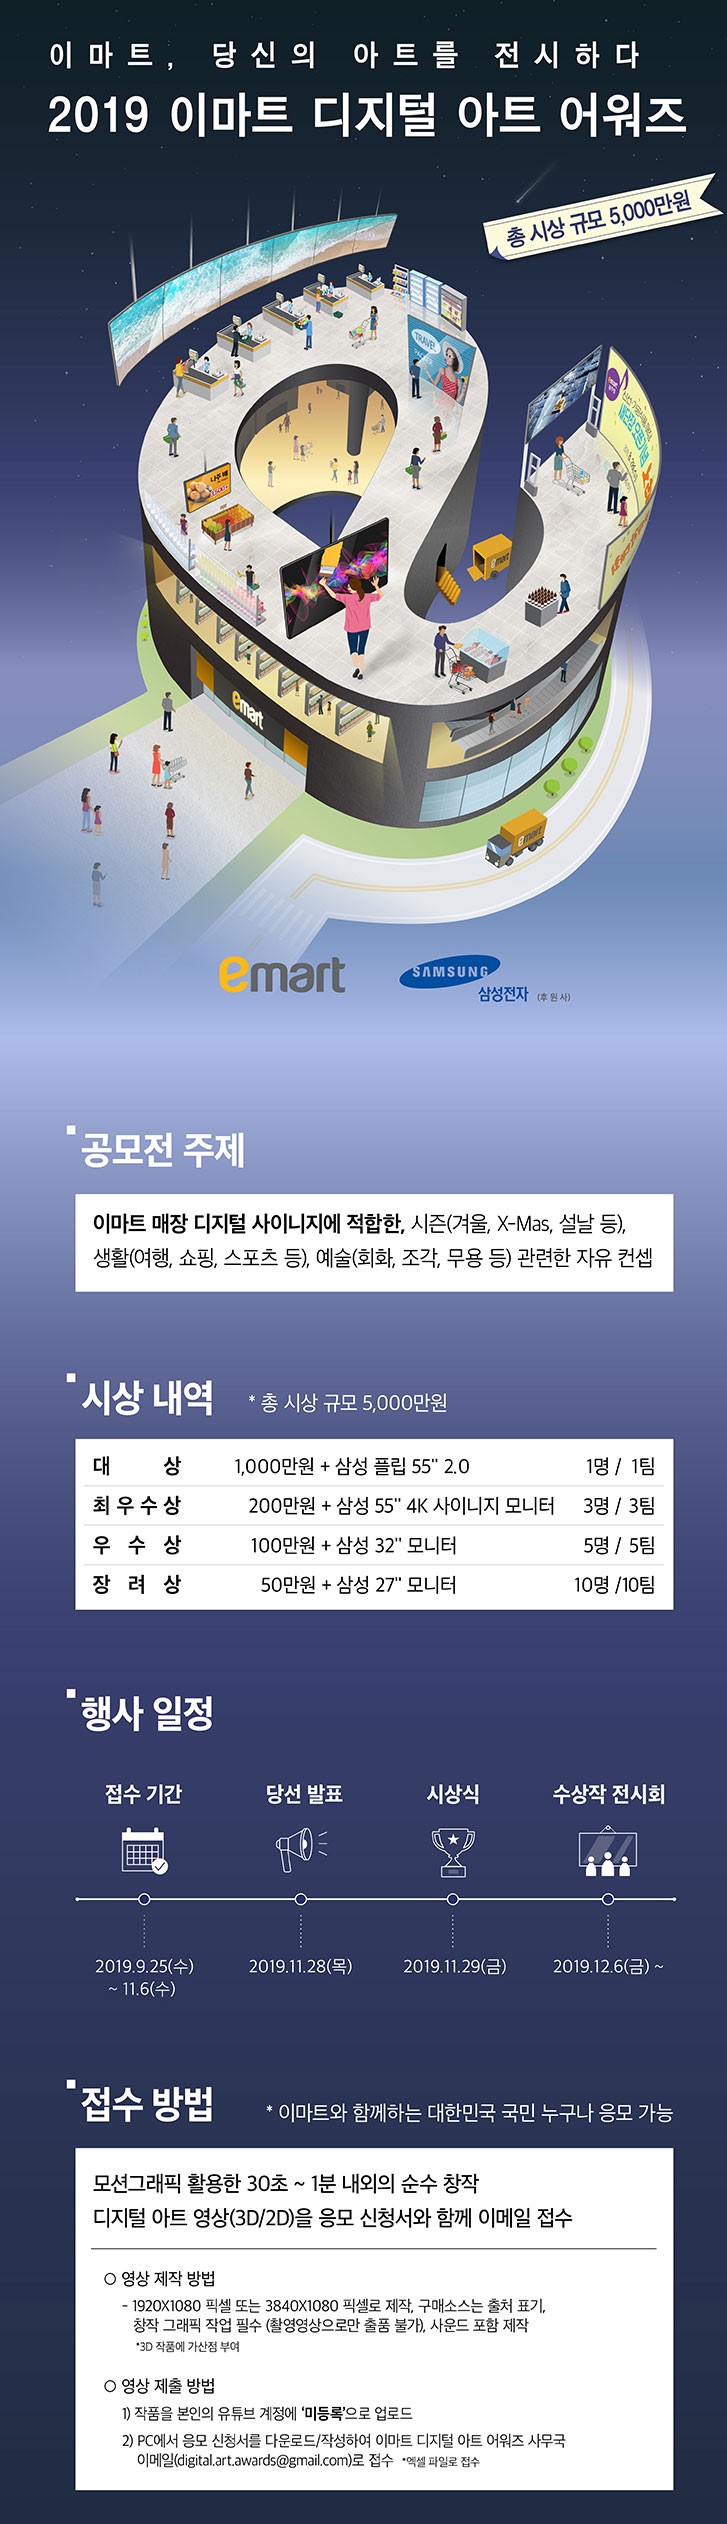 이마트, 당신의 아트를 전시하다
2019 이마트 디지털 아트 어워즈
총 시상 규모 5,000만원
TRAVEL
나주 배
emart
emart
emart
emart
SAMSUNG
삼성전자 (후원사)
공모전 주제
이마트 매장 디지털 사이니지에 적합한, 시즌(겨울, X-Mas, 설날 등),
생활(여행, 쇼핑, 스포츠 등), 예술(회화, 조각, 무용 등) 관련한 자유 컨셉
시상 내역 * 총 시상 규모 5,000만원
대 상 1,000만원 + 삼성 플립 55" 2.0 1명 / 1팀
최우수상 200만원 + 삼성 55" 4K 사이니지 모니터 3명 / 3팀
우 수 상 100만원 + 삼성 32" 모니터 5명 / 5팀
장 려 상 50만원 + 삼성 27" 모니터 10명 /10팀
행사 일정
접수 기간 당선 발표 시상식 수상작 전시회
2019.9.25(수) 2019.11.28(목) 2019.11.29(금) 2019.12.6(금) ~
~ 11.6(수)
접수 방법 * 이마트와 함께하는 대한민국 국민 누구나 응모 가능
모션그래픽 활용한 30초 ~ 1분 내외의 순수 창작
디지털 아트 영상(3D/2D)을 응모 신청서와 함께 이메일 접수
영상 제작 방법
- 1920X1080 픽셀 또는 3840X1080 픽셀로 제작, 구매소스는 출처 표기,
창작 그래픽 작업 필수 (촬영영상으로만 출품 불가), 사운드 포함 제작
*3D 작품에 가산점 부여
영상 제출 방법
1) 작품을 본인의 유튜브 계정에 '미등록'으로 업로드
2) PC에서 응모 신청서를 다운로드/작성하여 이마트 디지털 아트 어워즈 사무국
이메일(digital.art.awards@gmail.com)로 접수 *엑셀 파일로 접수